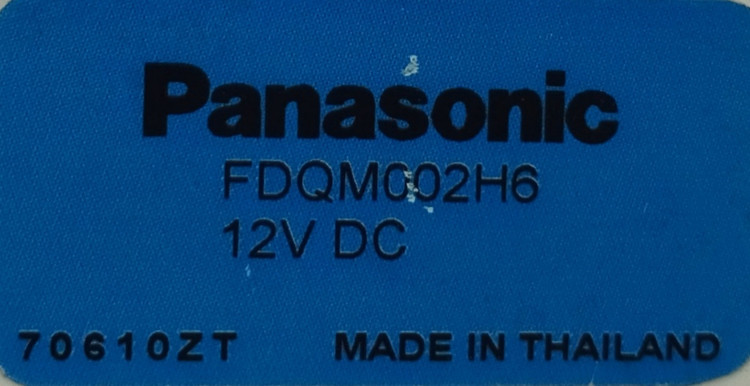 Panasonic
FDQM002H6
12V DC
70610ZT MADE IN THAILAND